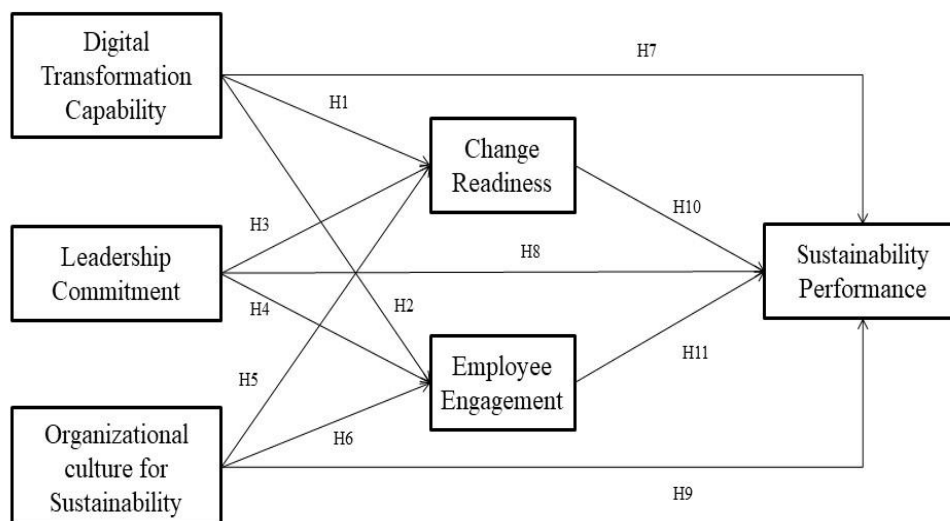 Digital
Transformation
Capability
H7
H1
Change
Readiness
H3
H10
Leadership
Commitment
H8
Sustainability
Performance
H4
H2
H5
Employee
Engagement
H11
H6
Organizational
culture for
Sustainability
H9